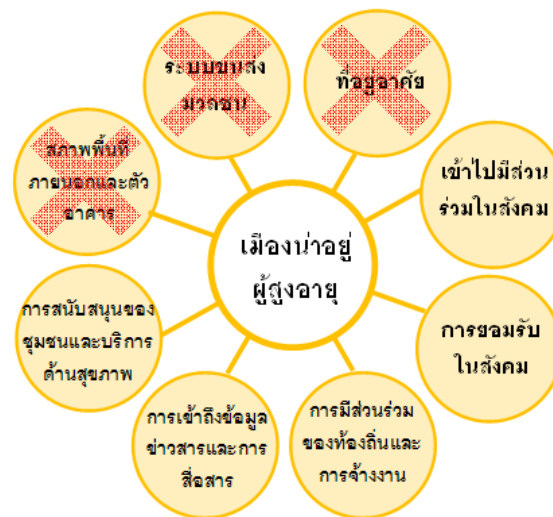 ระบบขนส่ง
มวลชน
ที่อยู่อาศัย
สภาพพื้นที่
ภายนอกและตัว
อาคาร
เข้าไปมีส่วน
ร่วมในสังคม
เมืองน่าอยู่
ผู้สูงอายุ
การสนับสนุนของ
ชุมชนและบริการ
ด้านสุขภาพ
การยอมรับ
ในสังคม
การเข้าถึงข้อมูล
ข่าวสารและการ
สื่อสาร
การมีส่วนร่วม
ของท้องถิ่นและ
การจ้างงาน